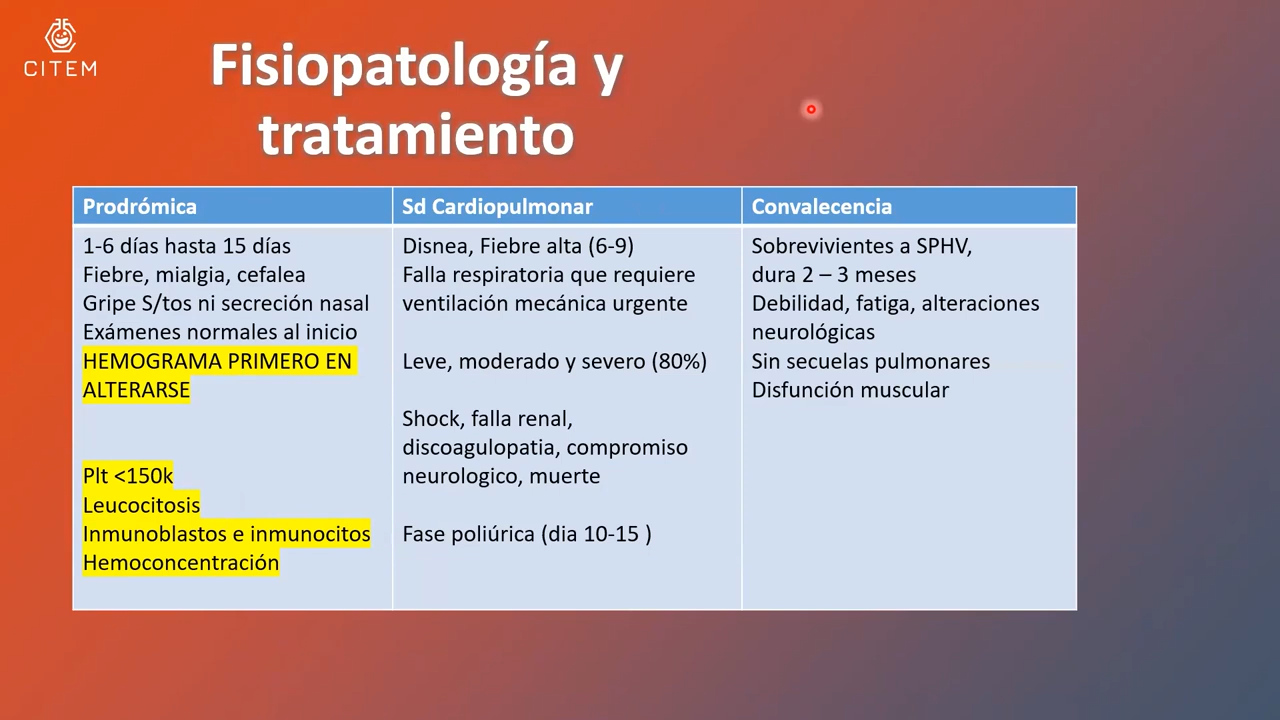 CITEM
Fisiopatología y
tratamiento
Prodrómica
1-6 días hasta 15 días
Fiebre, mialgia, cefalea
Gripe S/tos ni secreción nasal
Exámenes normales al inicio
HEMOGRAMA PRIMERO EN
ALTERARSE
Plt <150k
Leucocitosis
Inmunoblastos e inmunocitos
Hemoconcentración
Sd Cardiopulmonar
Disnea, Fiebre alta (6-9)
Falla respiratoria que requiere
ventilación mecánica urgente
Leve, moderado y severo (80%)
Shock, falla renal,
discoagulopatia, compromiso
neurologico, muerte
Fase poliúrica (dia 10-15 )
Convalecencia
Sobrevivientes a SPHV,
dura 2 – 3 meses
Debilidad, fatiga, alteraciones
neurológicas
Sin secuelas pulmonares
Disfunción muscular